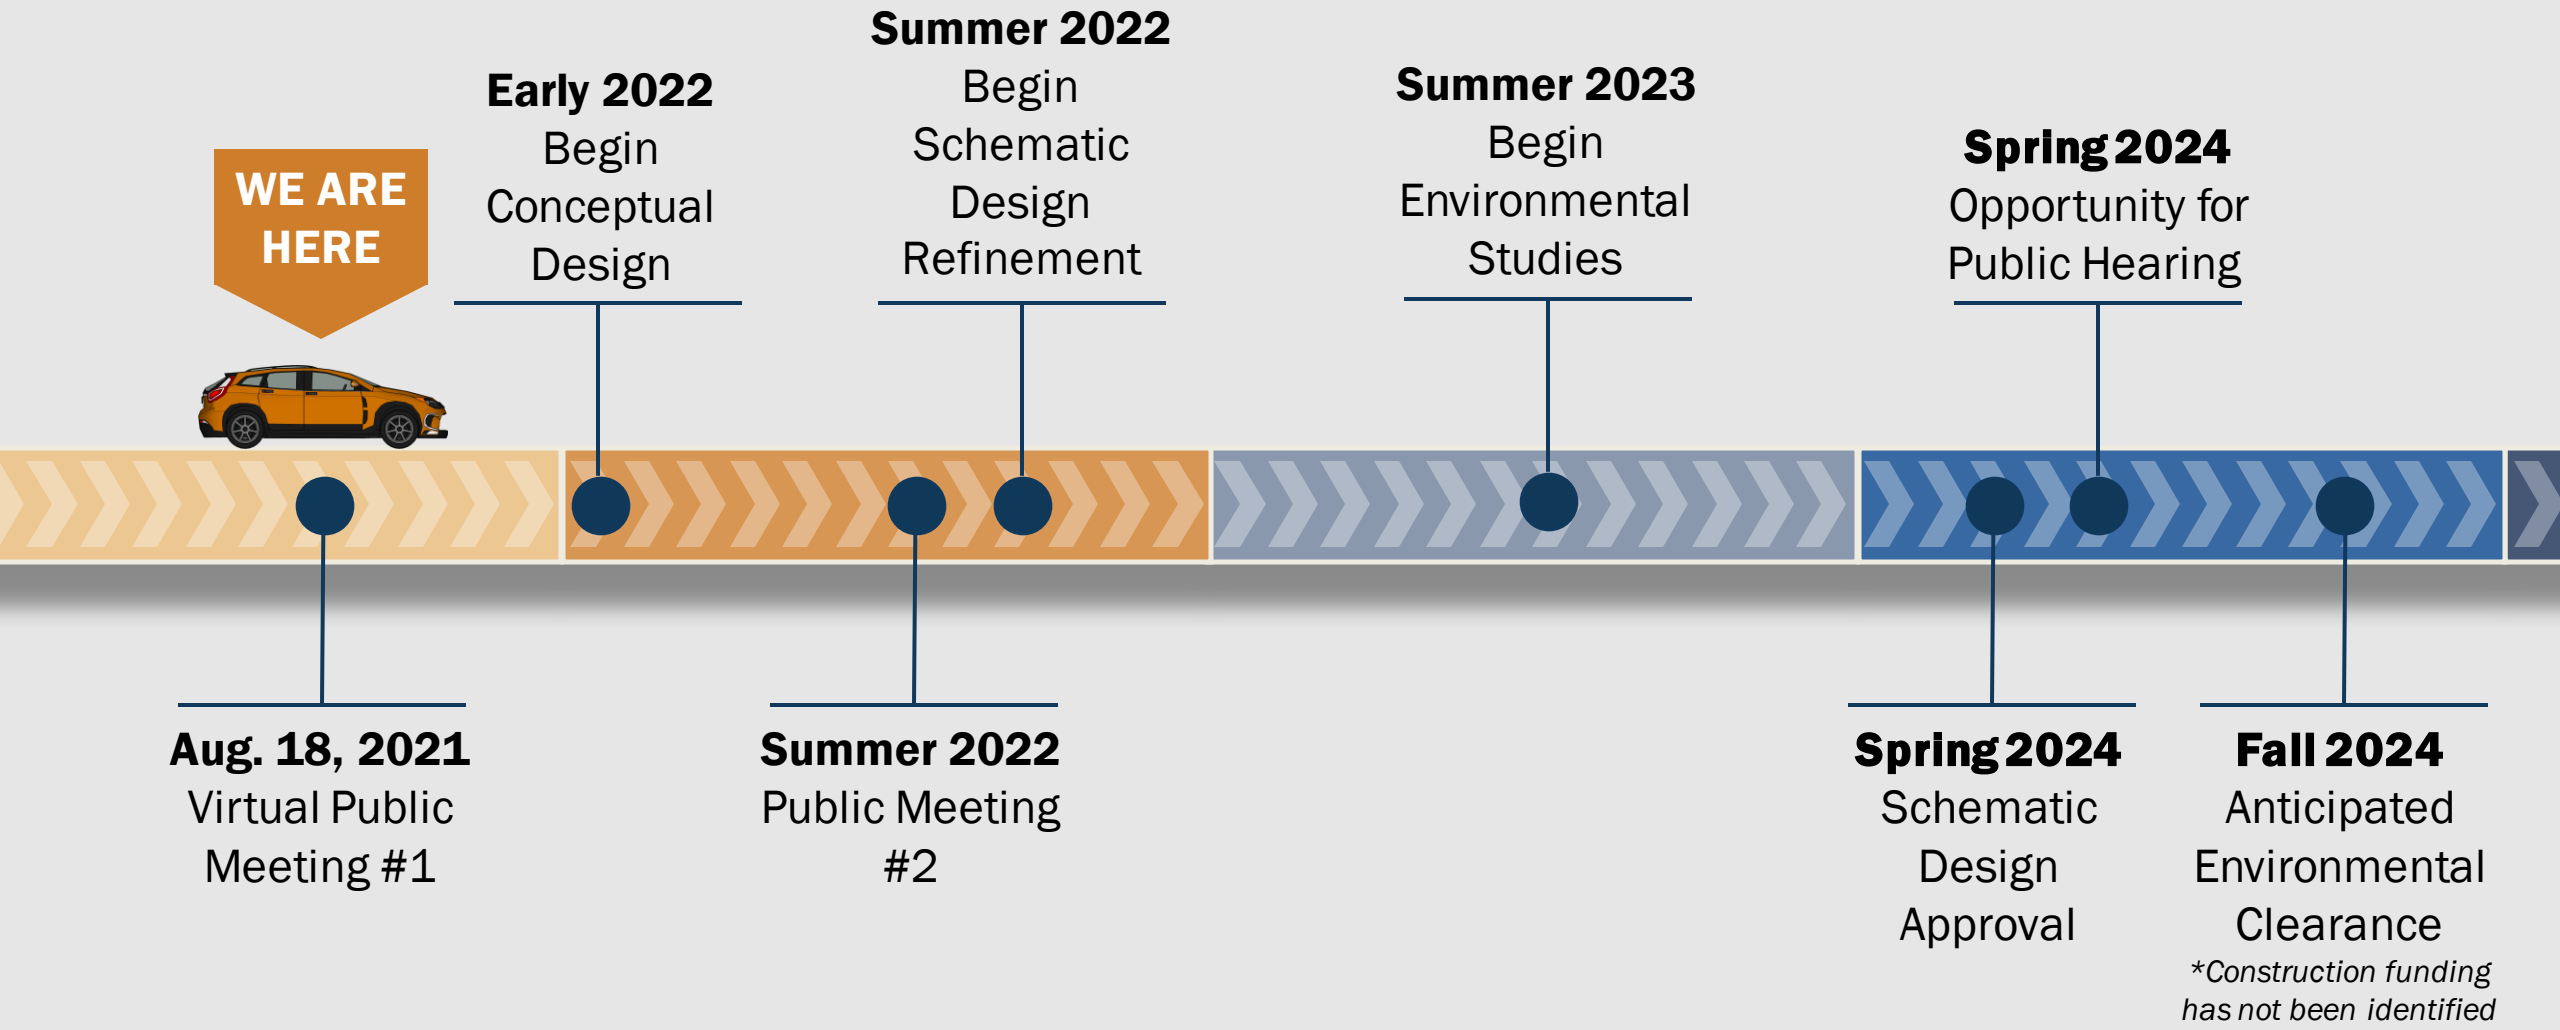 WE ARE
HERE
Aug. 18, 2021
Virtual Public
Meeting #1
Early 2022
Begin
Conceptual
Design
Summer 2022
Public Meeting
#2
Summer 2022
Begin
Schematic
Design
Refinement
Summer 2023
Begin
Environmental
Studies
Spring 2024
Schematic
Design
Approval
Spring 2024
Opportunity for
Public Hearing
Fall 2024
Anticipated
Environmental
Clearance
*Construction funding
has not been identified